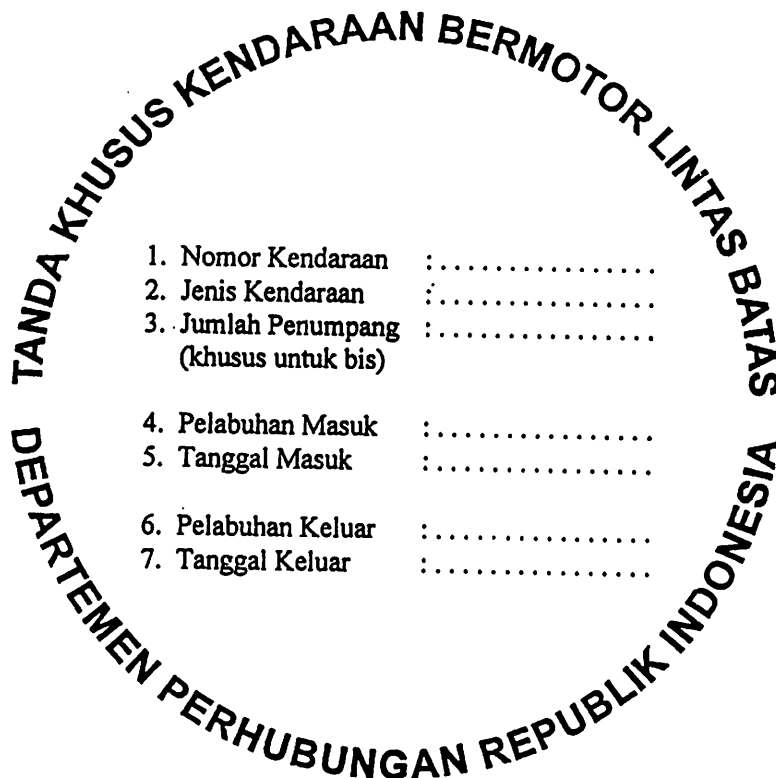 TANDA KHUSUS KENDARAAN BERMOTOR LINTAS BATAS
1. Nomor Kendaraan :.................
2. Jenis Kendaraan :.................
3. Jumlah Penumpang :.................
(khusus untuk bis)
4. Pelabuhan Masuk :.................
5. Tanggal Masuk :.................
6. Pelabuhan Keluar :.................
7. Tanggal Keluar :.................
DEPARTEMEN PERHUBUNGAN REPUBLIK INDONESIA